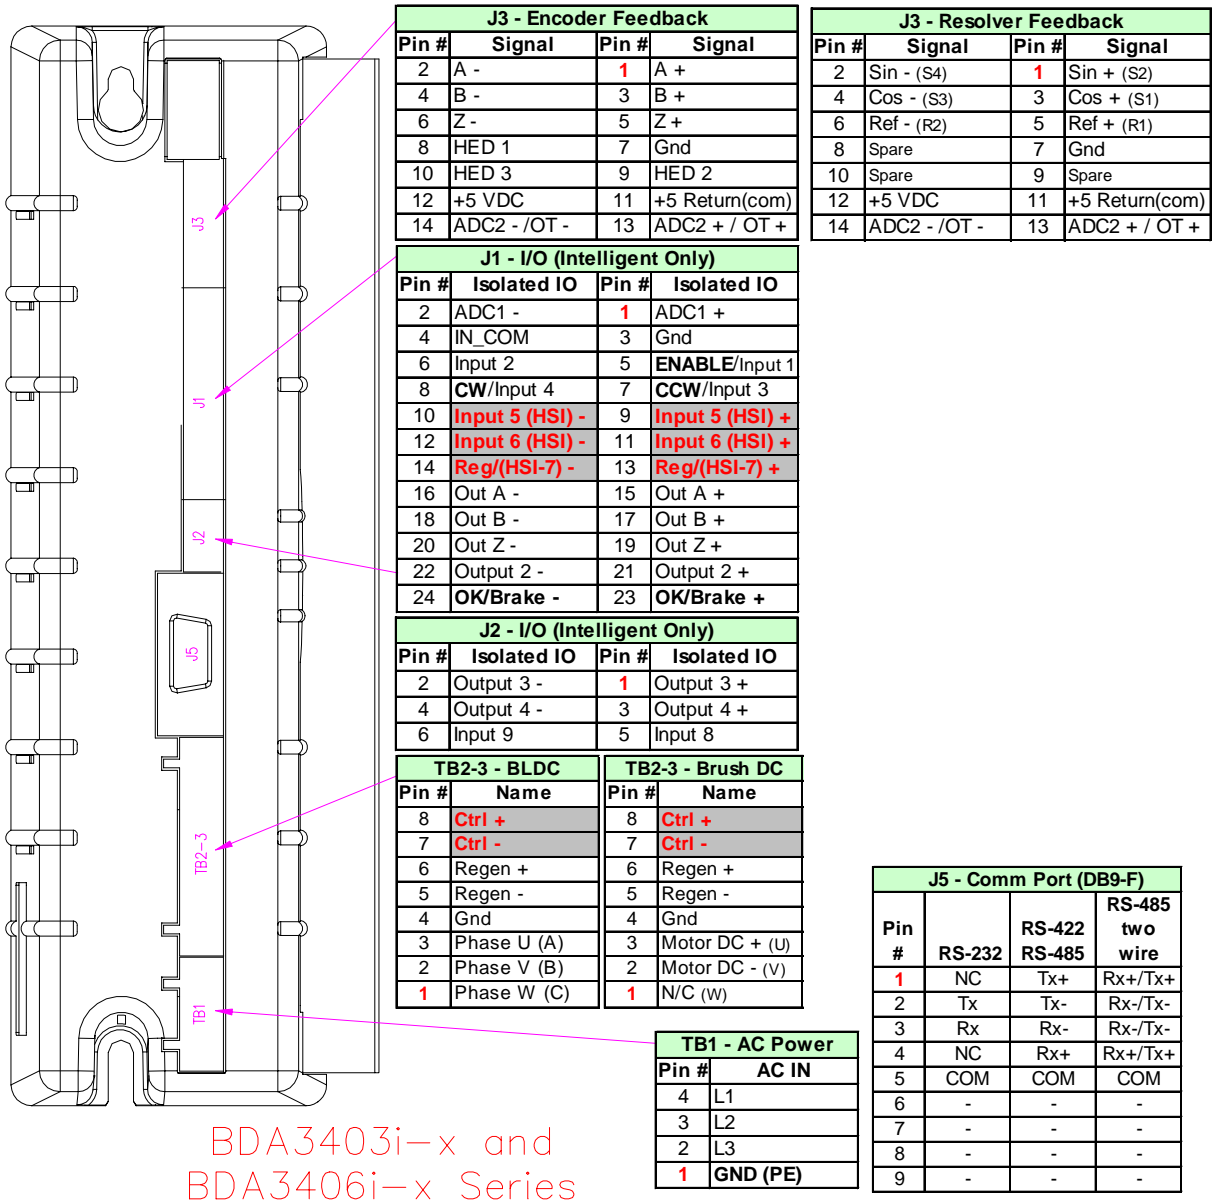 J3 - Encoder Feedback
Pin # Signal Pin # Signal
2 A - 1 A +
4 B - 3 B +
6 Z - 5 Z +
8 HED 1 7 Gnd
10 HED 3 9 HED 2
12 +5 VDC 11 +5 Return(com)
14 ADC2 - /OT - 13 ADC2 + / OT +
J3 - Resolver Feedback
Pin # Signal Pin # Signal
2 Sin - (S4) 1 Sin + (S2)
4 Cos - (S3) 3 Cos + (S1)
6 Ref - (R2) 5 Ref + (R1)
8 Spare 7 Gnd
10 Spare 9 Spare
12 +5 VDC 11 +5 Return(com)
14 ADC2 - /OT - 13 ADC2 + / OT +
J1 - I/O (Intelligent Only)
Pin # Isolated IO Pin # Isolated IO
2 ADC1 - 1 ADC1 +
4 IN_COM 3 Gnd
6 Input 2 5 ENABLE/Input 1
8 CW/Input 4 7 CCW/Input 3
10 Input 5 (HSI) - 9 Input 5 (HSI) +
12 Input 6 (HSI) - 11 Input 6 (HSI) +
14 Reg/(HSI-7) - 13 Reg/(HSI-7) +
16 Out A - 15 Out A +
18 Out B - 17 Out B +
20 Out Z - 19 Out Z +
22 Output 2 - 21 Output 2 +
24 OK/Brake - 23 OK/Brake +
J2 - I/O (Intelligent Only)
Pin # Isolated IO Pin # Isolated IO
2 Output 3 - 1 Output 3 +
4 Output 4 - 3 Output 4 +
6 Input 9 5 Input 8
TB2-3 - BLDC
Pin # Name
8 Ctrl +
7 Ctrl -
6 Regen +
5 Regen -
4 Gnd
3 Phase U (A)
2 Phase V (B)
1 Phase W (C)
TB2-3 - Brush DC
Pin # Name
8 Ctrl +
7 Ctrl -
6 Regen +
5 Regen -
4 Gnd
3 Motor DC + (U)
2 Motor DC - (V)
1 N/C (W)
J5 - Comm Port (DB9-F)
Pin # RS-232 RS-422 RS-485 RS-485 two wire
1 NC Tx+ Rx+/Tx+
2 Tx Tx- Rx-/Tx-
3 Rx Rx- Rx-/Tx-
4 NC Rx+ Rx+/Tx+
5 COM COM COM
6 - - -
7 - - -
8 - - -
9 - - -
TB1 - AC Power
Pin # AC IN
4 L1
3 L2
2 L3
1 GND (PE)
J3
J1
J2
J5
TB2-3
TB1
BDA3403i-x and
BDA3406i-x Series